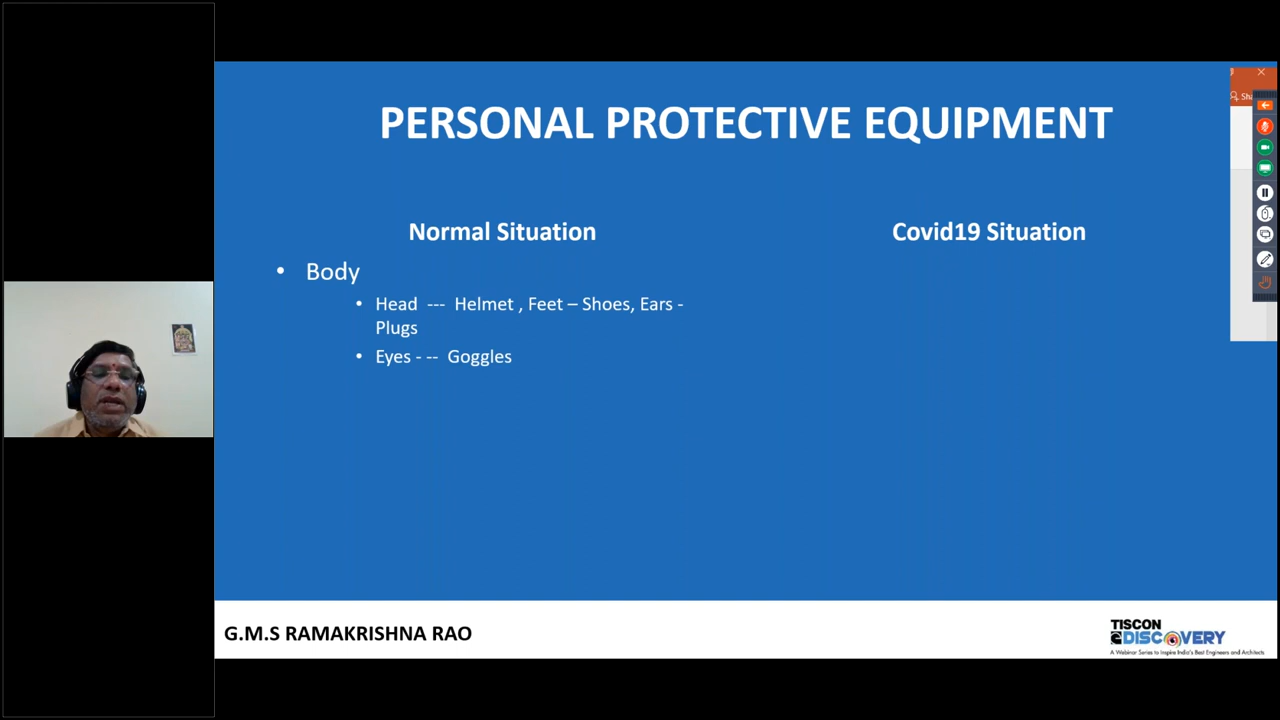 PERSONAL PROTECTIVE EQUIPMENT
Normal Situation
Covid19 Situation
• Body
• Head --- Helmet , Feet – Shoes, Ears -
Plugs
• Eyes - -- Goggles
G.M.S RAMAKRISHNA RAO
TISCON
eDISCOVERY
A Webinar Series to Inspire India's Best Engineers and Architects